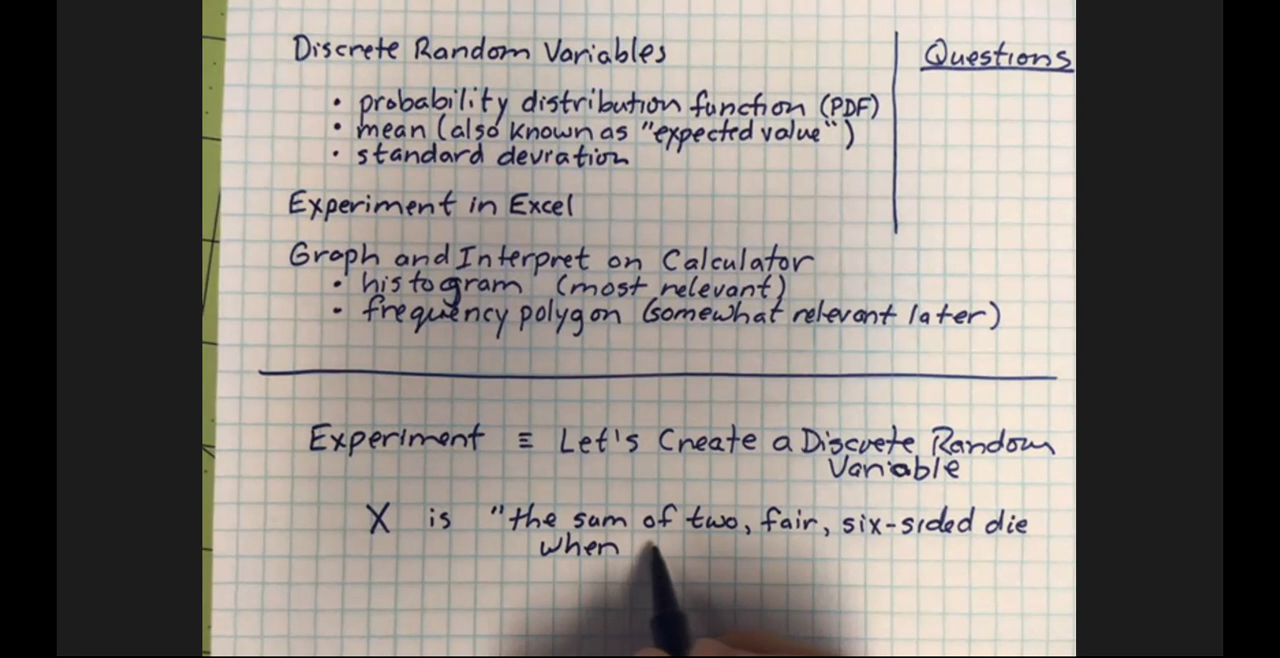 Discrete Random Variables
Questions
• probability distribution function (PDF)
• mean (also known as "expected value")
• standard devration
Experiment in Excel
Graph and Interpret on Calculator
• histogram (most relevant)
• frequency polygon (somewhat relevant later)
Experiment ≡ Let's Create a Discrete Random
Variable
X is "the sum of two, fair, six-sided die
when